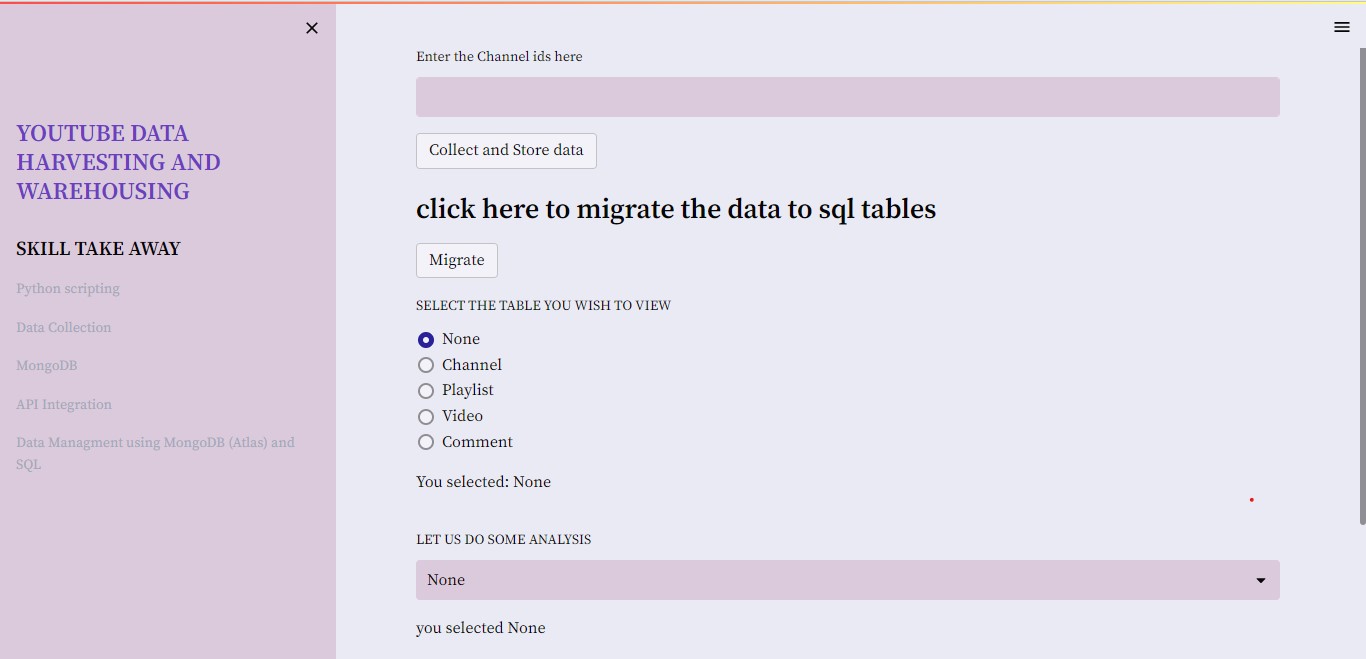 YOUTUBE DATA
HARVESTING AND
WAREHOUSING
SKILL TAKE AWAY
Python scripting
Data Collection
MongoDB
API Integration
Data Managment using MongoDB (Atlas) and
SQL
Enter the Channel ids here
Collect and Store data
click here to migrate the data to sql tables
Migrate
SELECT THE TABLE YOU WISH TO VIEW
None
Channel
Playlist
Video
Comment
You selected: None
LET US DO SOME ANALYSIS
None
you selected None